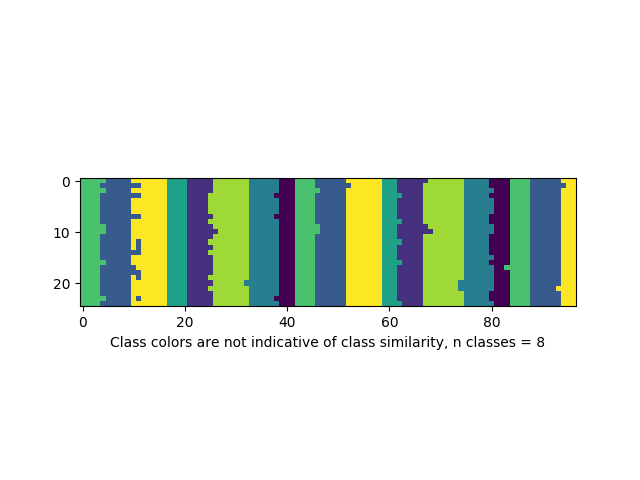 0
10
20
0 20 40 60 80
Class colors are not indicative of class similarity, n classes = 8